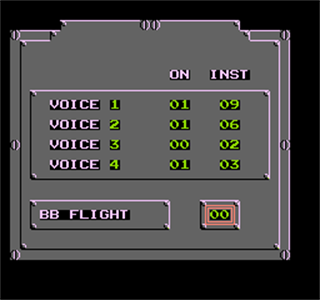 ON INST
VOICE 1 01 09
VOICE 2 01 06
VOICE 3 00 02
VOICE 4 01 03
BB FLIGHT 00